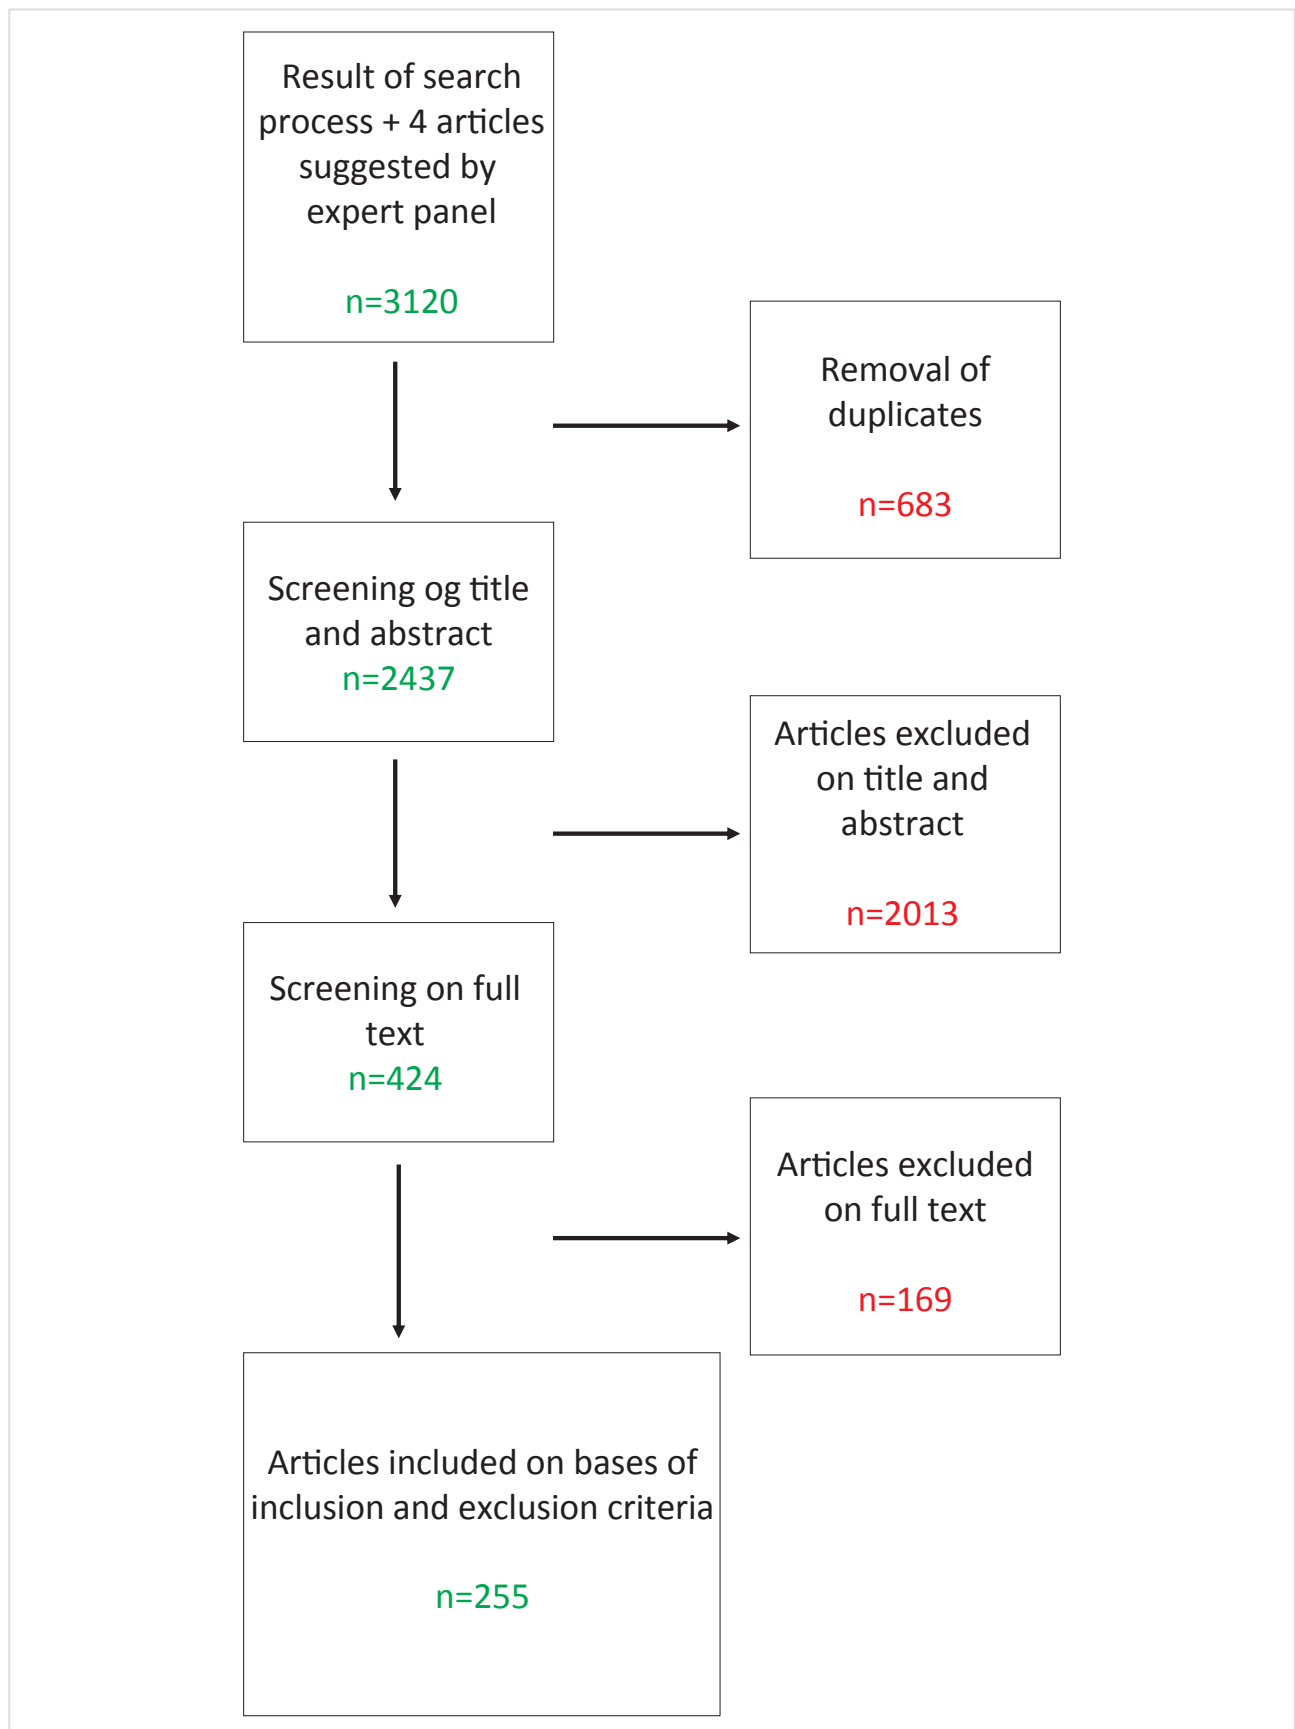 Result of search
process + 4 articles
suggested by
expert panel
n=3120
Removal of
duplicates
n=683
Screening og title
and abstract
n=2437
Articles excluded
on title and
abstract
n=2013
Screening on full
text
n=424
Articles excluded
on full text
n=169
Articles included on bases of
inclusion and exclusion criteria
n=255